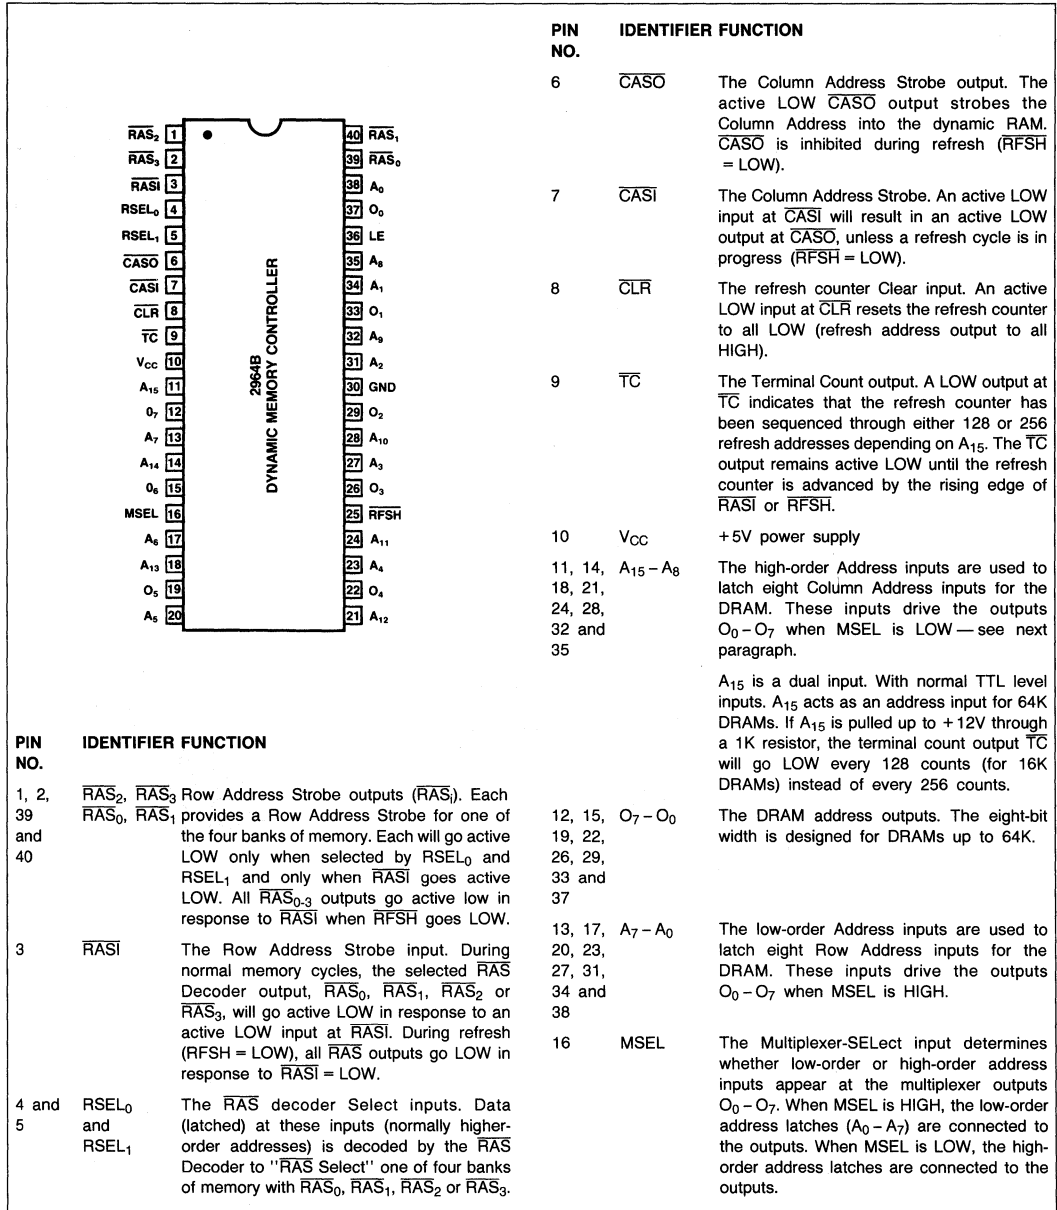 RAS₂ 1
RAS₃ 2
RASI 3
RSEL₀ 4
RSEL₁ 5
CASO 6
CASI 7
CLR 8
TC 9
VCC 10
A₁₅ 11
0₇ 12
A₇ 13
A₁₄ 14
0₆ 15
MSEL 16
A₆ 17
A₁₃ 18
O₅ 19
A₅ 20
2964B
DYNAMIC MEMORY CONTROLLER
40 RAS₁
39 RAS₀
38 A₀
37 O₀
36 LE
35 A₈
34 A₁
33 O₁
32 A₉
31 A₂
30 GND
29 O₂
28 A₁₀
27 A₃
26 O₃
25 RFSH
24 A₁₁
23 A₄
22 O₄
21 A₁₂
PIN IDENTIFIER FUNCTION
NO.
1, 2, RAS₂, RAS₃ Row Address Strobe outputs (RASᵢ). Each
39 RAS₀, RAS₁ provides a Row Address Strobe for one of
and the four banks of memory. Each will go active
40 LOW only when selected by RSEL₀ and
RSEL₁ and only when RASI goes active
LOW. All RAS₀₋₃ outputs go active low in
response to RASI when RFSH goes LOW.
3 RASI The Row Address Strobe input. During
normal memory cycles, the selected RAS
Decoder output, RAS₀, RAS₁, RAS₂ or
RAS₃, will go active LOW in response to an
active LOW input at RASI. During refresh
(RFSH = LOW), all RAS outputs go LOW in
response to RASI = LOW.
4 and RSEL₀ The RAS decoder Select inputs. Data
5 and (latched) at these inputs (normally higher-
RSEL₁ order addresses) is decoded by the RAS
Decoder to "RAS Select" one of four banks
of memory with RAS₀, RAS₁, RAS₂ or RAS₃.
PIN IDENTIFIER FUNCTION
NO.
6 CASO The Column Address Strobe output. The
active LOW CASO output strobes the
Column Address into the dynamic RAM.
CASO is inhibited during refresh (RFSH
= LOW).
7 CASI The Column Address Strobe. An active LOW
input at CASI will result in an active LOW
output at CASO, unless a refresh cycle is in
progress (RFSH = LOW).
8 CLR The refresh counter Clear input. An active
LOW input at CLR resets the refresh counter
to all LOW (refresh address output to all
HIGH).
9 TC The Terminal Count output. A LOW output at
TC indicates that the refresh counter has
been sequenced through either 128 or 256
refresh addresses depending on A₁₅. The TC
output remains active LOW until the refresh
counter is advanced by the rising edge of
RASI or RFSH.
10 VCC +5V power supply
11, 14, A₁₅ – A₈ The high-order Address inputs are used to
18, 21, latch eight Column Address inputs for the
24, 28, DRAM. These inputs drive the outputs
32 and O₀ – O₇ when MSEL is LOW — see next
35 paragraph.
A₁₅ is a dual input. With normal TTL level
inputs. A₁₅ acts as an address input for 64K
DRAMs. If A₁₅ is pulled up to +12V through
a 1K resistor, the terminal count output TC
will go LOW every 128 counts (for 16K
DRAMs) instead of every 256 counts.
12, 15, O₇ – O₀ The DRAM address outputs. The eight-bit
19, 22, width is designed for DRAMs up to 64K.
26, 29,
33 and
37
13, 17, A₇ – A₀ The low-order Address inputs are used to
20, 23, latch eight Row Address inputs for the
27, 31, DRAM. These inputs drive the outputs
34 and O₀ – O₇ when MSEL is HIGH.
38
16 MSEL The Multiplexer-SELect input determines
whether low-order or high-order address
inputs appear at the multiplexer outputs
O₀ – O₇. When MSEL is HIGH, the low-order
address latches (A₀ – A₇) are connected to
the outputs. When MSEL is LOW, the high-
order address latches are connected to the
outputs.